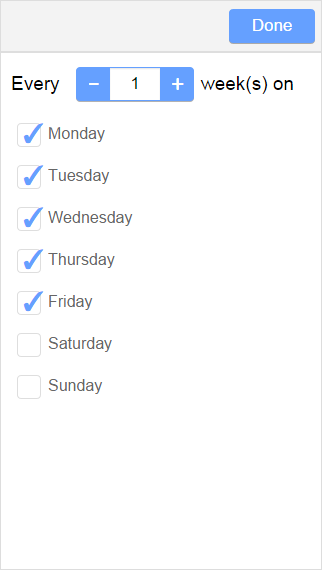 Done
Every − 1 + week(s) on
Monday
Tuesday
Wednesday
Thursday
Friday
Saturday
Sunday